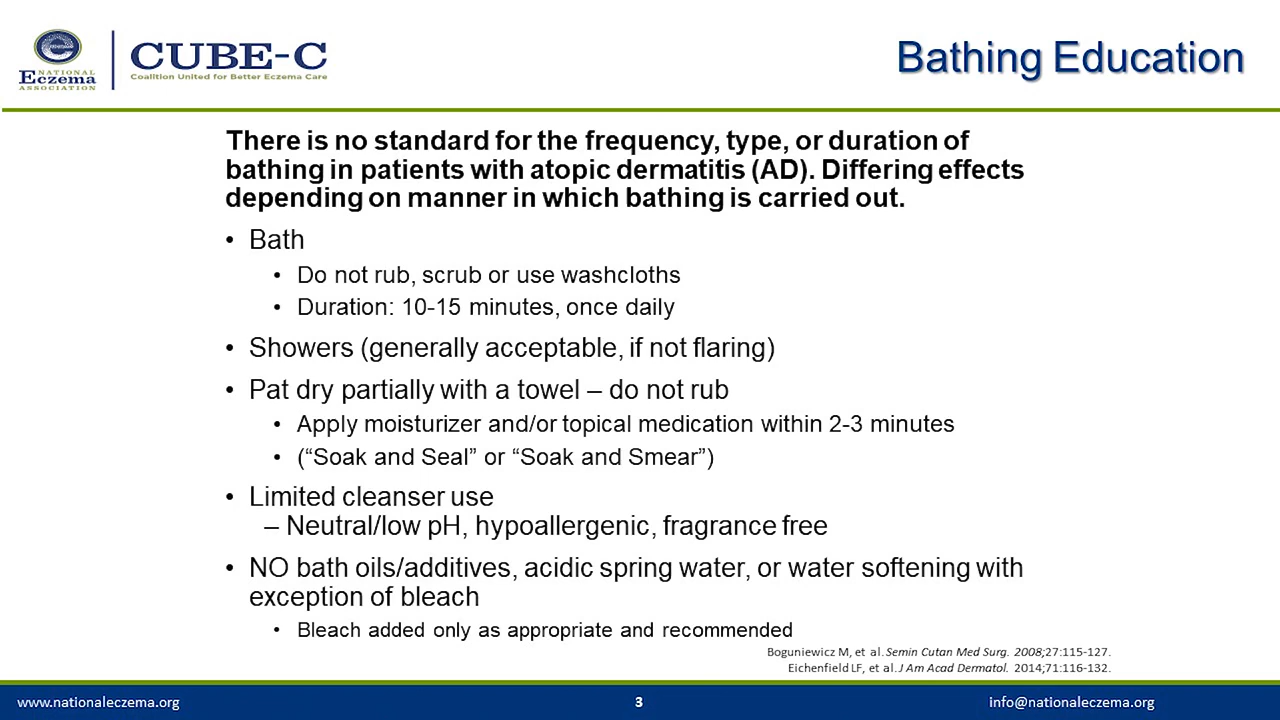 NATIONAL
Eczema
ASSOCIATION
CUBE-C
Coalition United for Better Eczema Care
Bathing Education
There is no standard for the frequency, type, or duration of
bathing in patients with atopic dermatitis (AD). Differing effects
depending on manner in which bathing is carried out.
• Bath
• Do not rub, scrub or use washcloths
• Duration: 10-15 minutes, once daily
• Showers (generally acceptable, if not flaring)
• Pat dry partially with a towel – do not rub
• Apply moisturizer and/or topical medication within 2-3 minutes
• (“Soak and Seal” or “Soak and Smear”)
• Limited cleanser use
– Neutral/low pH, hypoallergenic, fragrance free
• NO bath oils/additives, acidic spring water, or water softening with
exception of bleach
• Bleach added only as appropriate and recommended
Boguniewicz M, et al. Semin Cutan Med Surg. 2008;27:115-127.
Eichenfield LF, et al. J Am Acad Dermatol. 2014;71:116-132.
www.nationaleczema.org
3
info@nationaleczema.org